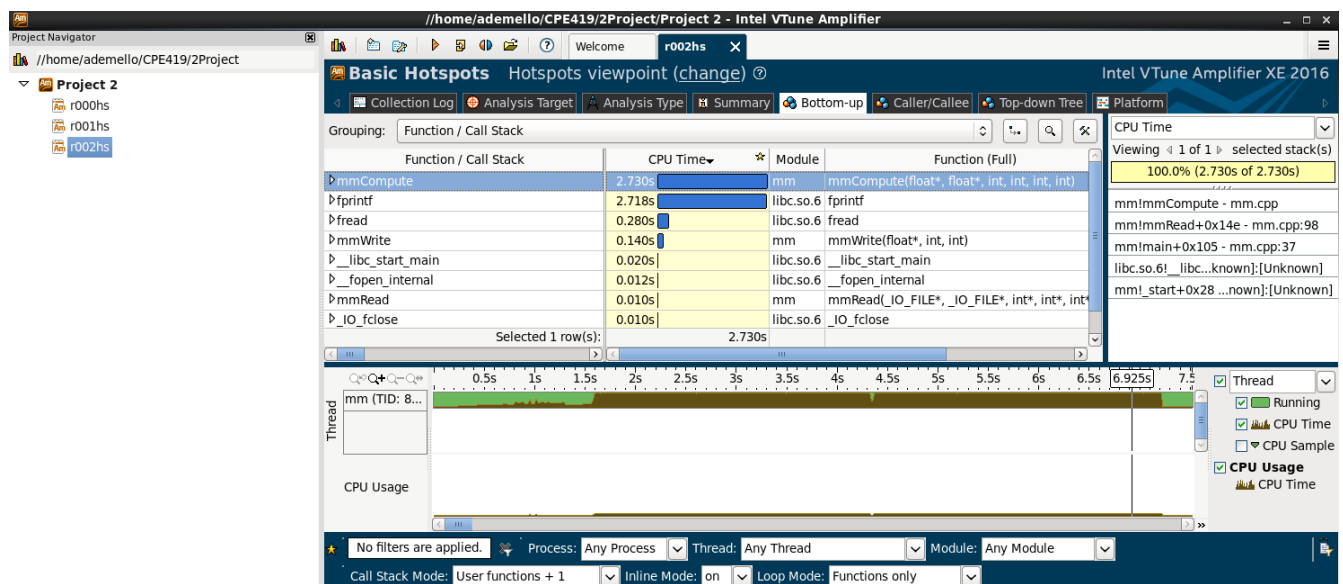 //home/ademello/CPE419/2Project/Project 2 - Intel VTune Amplifier
Project Navigator
//home/ademello/CPE419/2Project
Project 2
r000hs
r001hs
r002hs
Welcome
r002hs
Basic Hotspots Hotspots viewpoint (change)
Intel VTune Amplifier XE 2016
Collection Log Analysis Target Analysis Type Summary Bottom-up Caller/Callee Top-down Tree Platform
Grouping: Function / Call Stack
Function / Call Stack CPU Time Module Function (Full)
mmCompute 2.730s mm mmCompute(float*, float*, int, int, int, int)
fprintf 2.718s libc.so.6 fprintf
fread 0.280s libc.so.6 fread
mmWrite 0.140s mm mmWrite(float*, int, int)
__libc_start_main 0.020s libc.so.6 __libc_start_main
__fopen_internal 0.012s libc.so.6 __fopen_internal
mmRead 0.010s mm mmRead(_IO_FILE*, _IO_FILE*, int*, int*, int*
_IO_fclose 0.010s libc.so.6 _IO_fclose
Selected 1 row(s): 2.730s
CPU Time
Viewing 1 of 1 selected stack(s)
100.0% (2.730s of 2.730s)
mm!mmCompute - mm.cpp
mm!mmRead+0x14e - mm.cpp:98
mm!main+0x105 - mm.cpp:37
libc.so.6!__libc...known]:[Unknown]
mm!_start+0x28 ...nown]:[Unknown]
0.5s 1s 1.5s 2s 2.5s 3s 3.5s 4s 4.5s 5s 5.5s 6s 6.5s 6.925s 7.5
Thread
mm (TID: 8...
CPU Usage
Thread
Running
CPU Time
CPU Sample
CPU Usage
CPU Time
No filters are applied. Process: Any Process Thread: Any Thread Module: Any Module
Call Stack Mode: User functions + 1 Inline Mode: on Loop Mode: Functions only